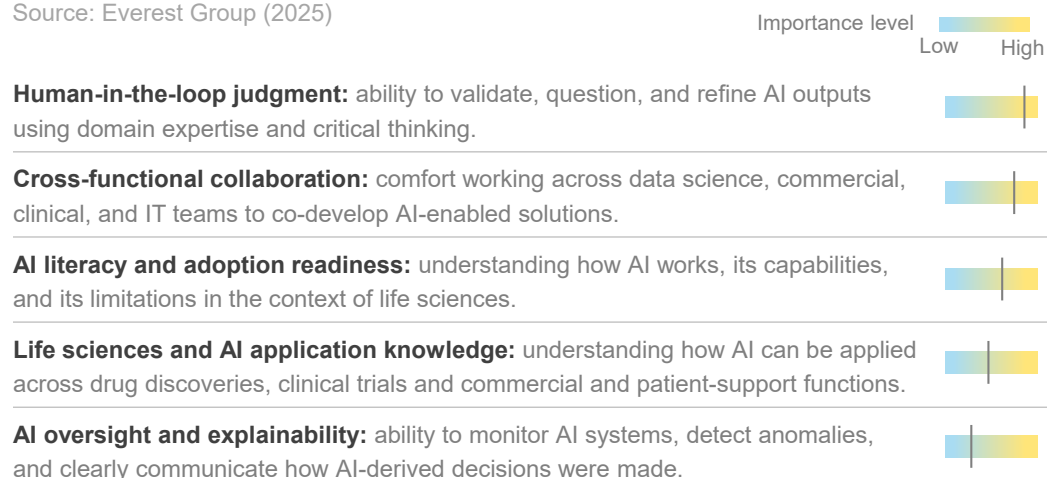 Source: Everest Group (2025)
Importance level
Low High
Human-in-the-loop judgment: ability to validate, question, and refine AI outputs
using domain expertise and critical thinking.
Cross-functional collaboration: comfort working across data science, commercial,
clinical, and IT teams to co-develop AI-enabled solutions.
AI literacy and adoption readiness: understanding how AI works, its capabilities,
and its limitations in the context of life sciences.
Life sciences and AI application knowledge: understanding how AI can be applied
across drug discoveries, clinical trials and commercial and patient-support functions.
AI oversight and explainability: ability to monitor AI systems, detect anomalies,
and clearly communicate how AI-derived decisions were made.